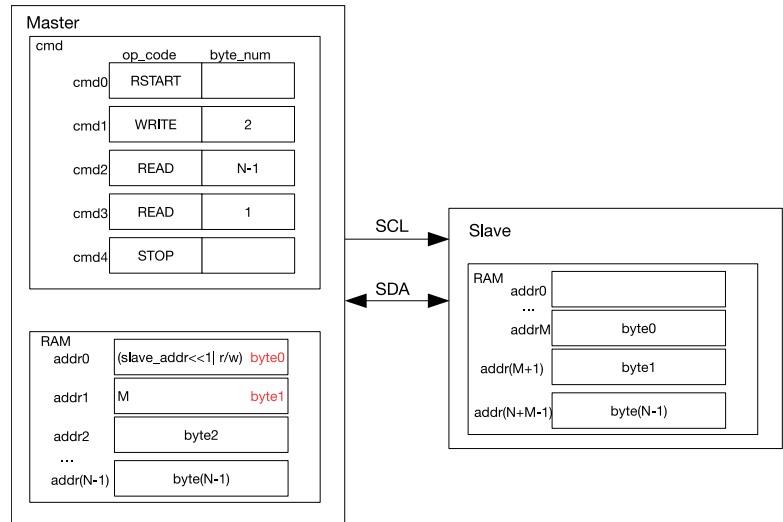 Master
cmd
op_code byte_num
cmd0 RSTART
cmd1 WRITE 2
cmd2 READ N-1
cmd3 READ 1
cmd4 STOP
RAM
addr0 (slave_addr<<1| r/w) byte0
addr1 M byte1
addr2 byte2
...
addr(N-1) byte(N-1)
SCL
SDA
Slave
RAM
addr0
...
addrM byte0
addr(M+1) byte1
addr(N+M-1) byte(N-1)